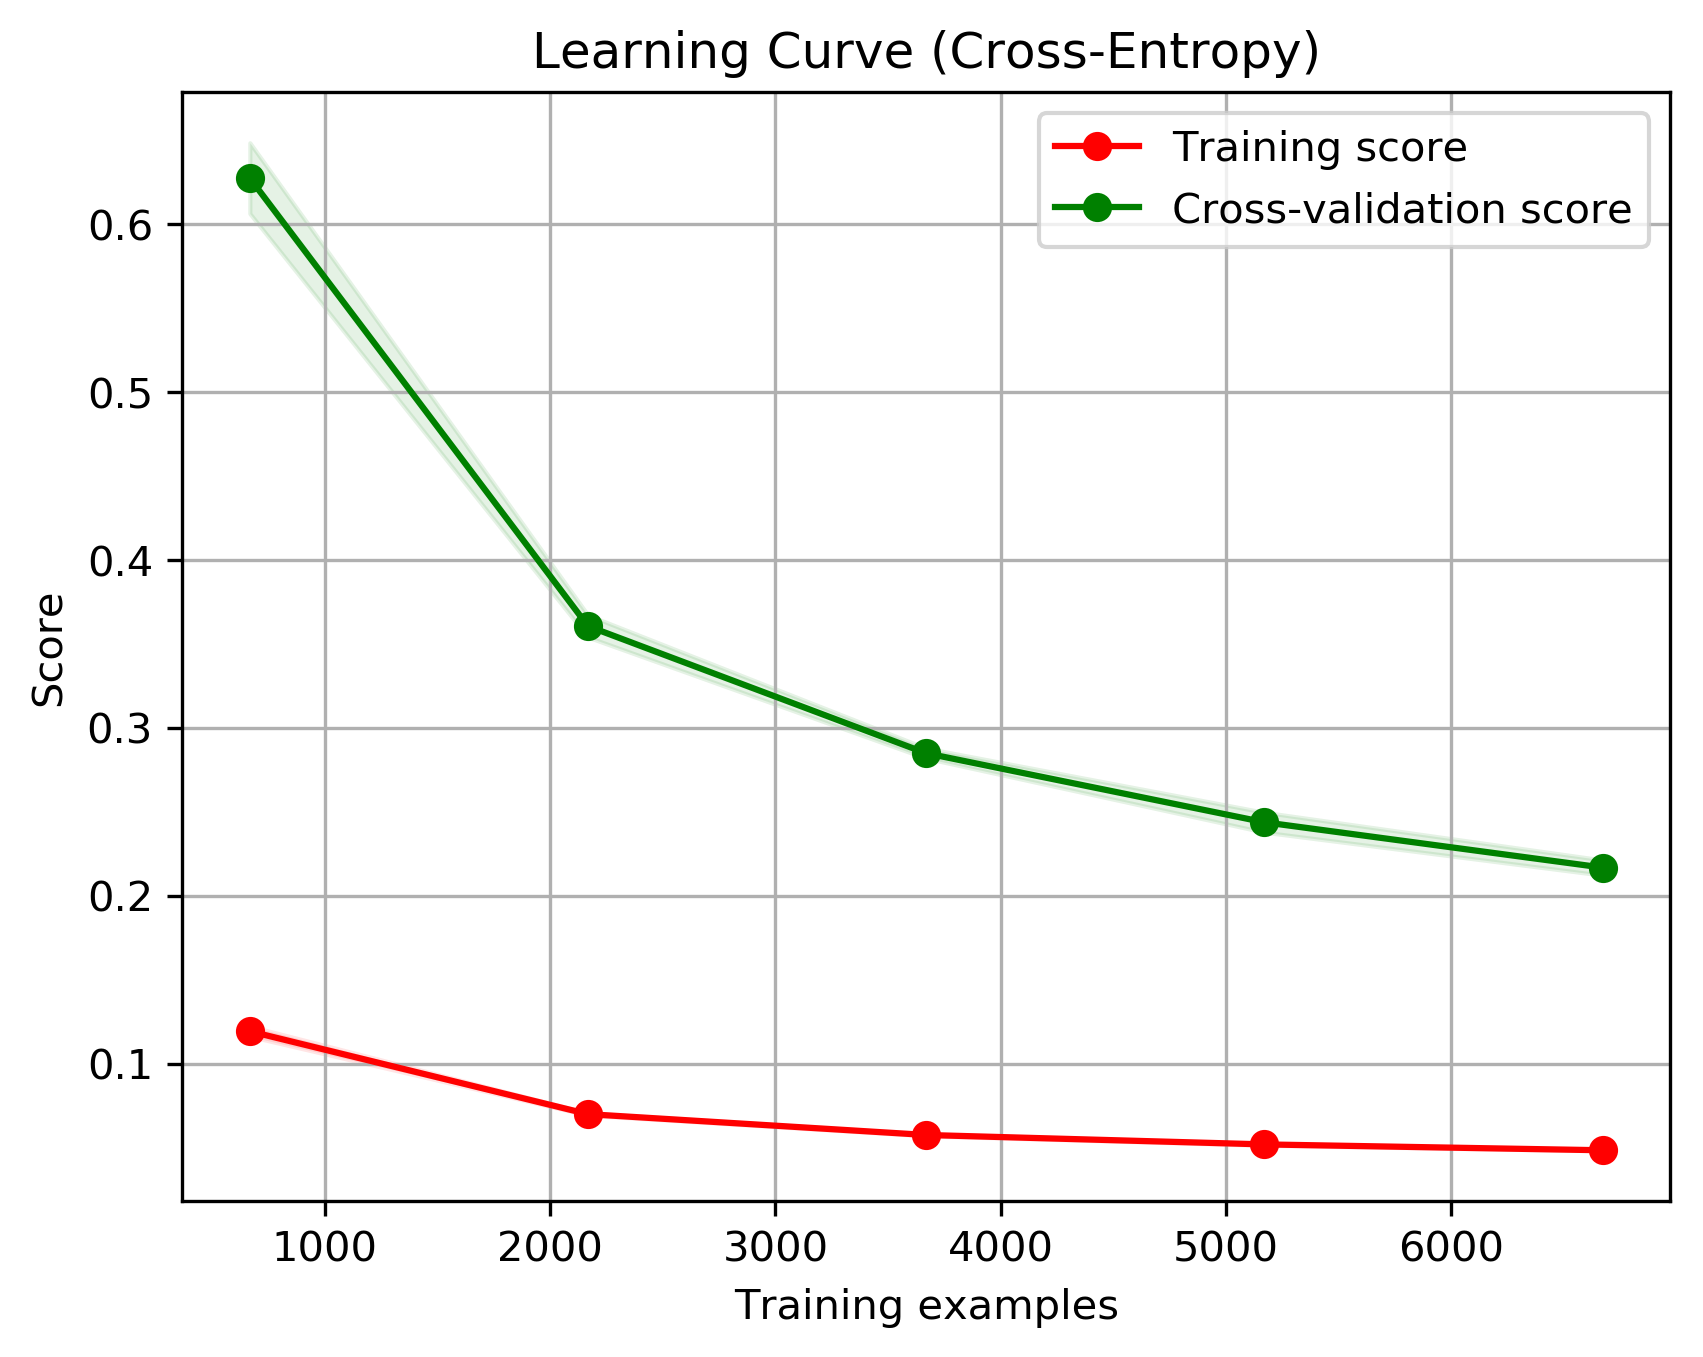 Learning Curve (Cross-Entropy)
Training score
Cross-validation score
0.6
0.5
0.4
0.3
0.2
0.1
Score
1000 2000 3000 4000 5000 6000
Training examples